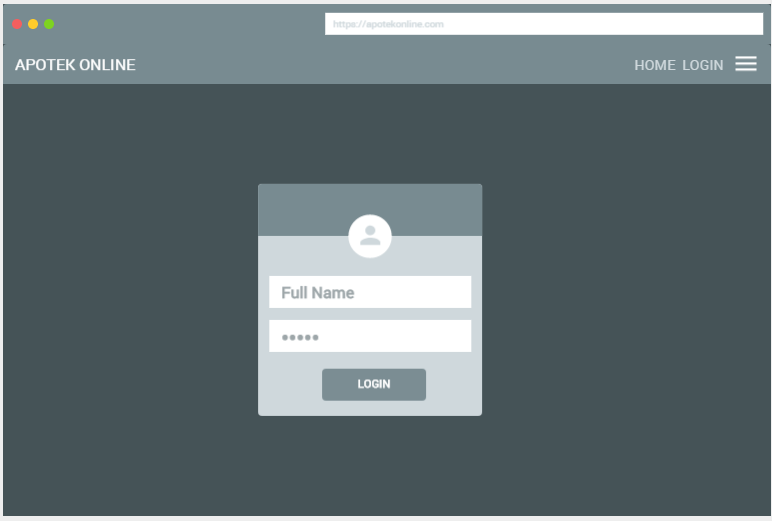 https://apotekonline.com
APOTEK ONLINE
HOME LOGIN
Full Name
•••••
LOGIN